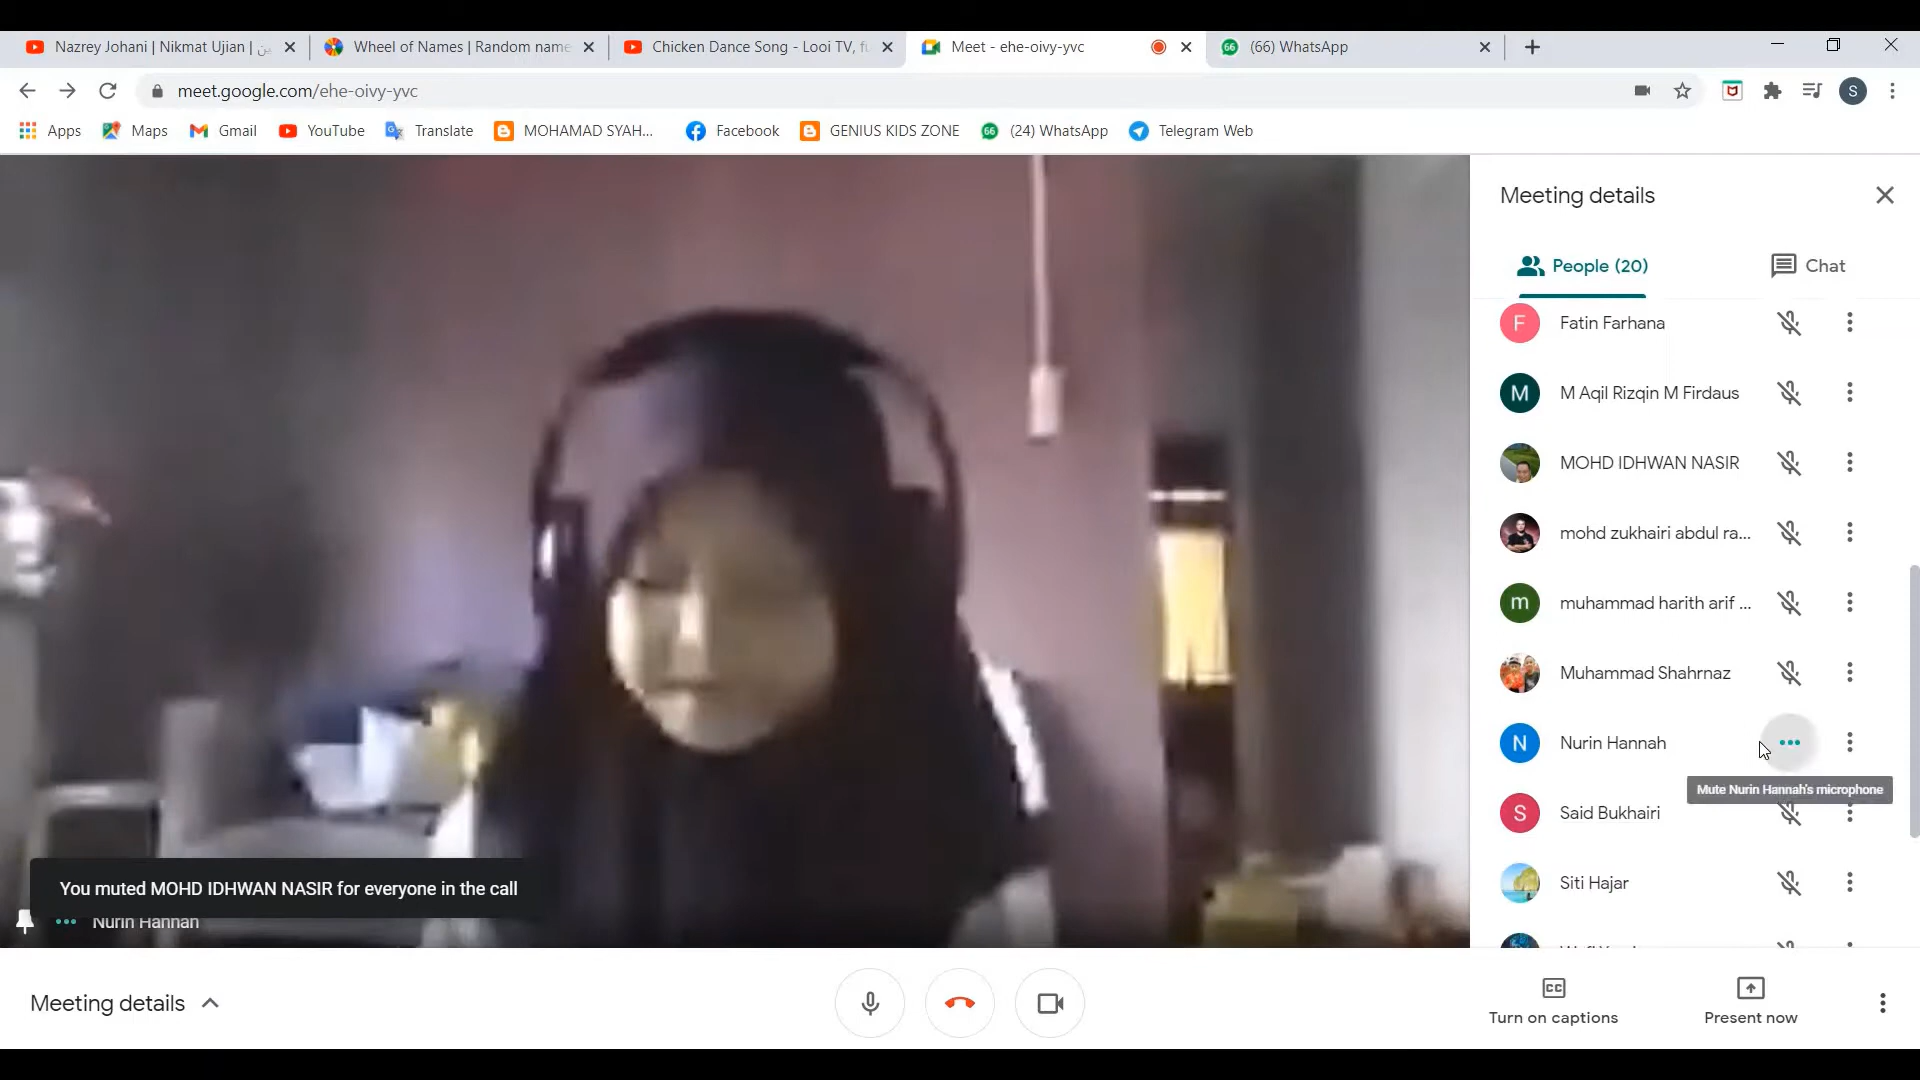 Nazrey Johani | Nikmat Ujian |
Wheel of Names | Random name
Chicken Dance Song - Looi TV, fu
Meet - ehe-oivy-yvc
66
(66) WhatsApp
meet.google.com/ehe-oivy-yvc
S
Apps
Maps
Gmail
YouTube
Translate
MOHAMAD SYAH...
Facebook
GENIUS KIDS ZONE
66
(24) WhatsApp
Telegram Web
Meeting details
People (20)
Chat
F
Fatin Farhana
M
M Aqil Rizqin M Firdaus
MOHD IDHWAN NASIR
mohd zukhairi abdul ra...
m
muhammad harith arif ...
Muhammad Shahrnaz
N
Nurin Hannah
Mute Nurin Hannah's microphone
S
Said Bukhairi
Siti Hajar
You muted MOHD IDHWAN NASIR for everyone in the call
Nurin Hannah
Meeting details
CC
Turn on captions
Present now